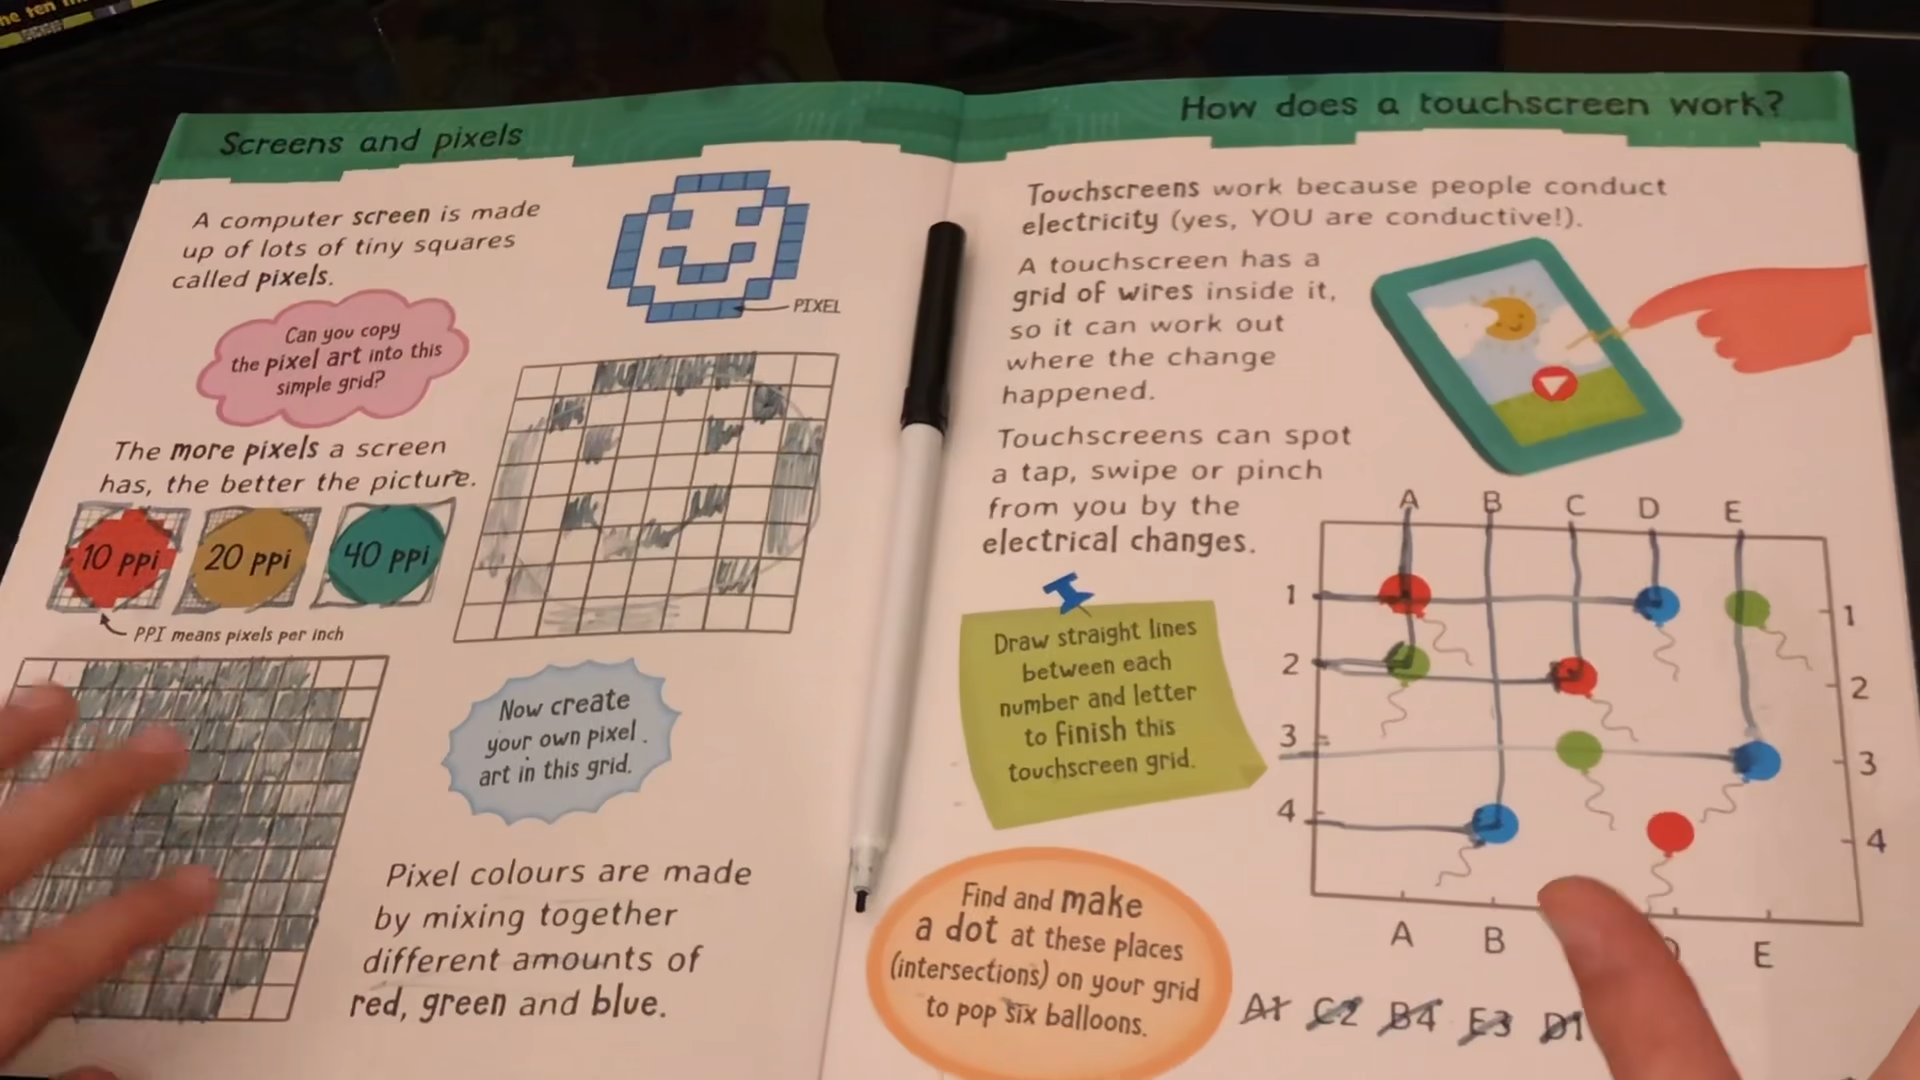 Screens and pixels
A computer screen is made
up of lots of tiny squares
called pixels.
PIXEL
Can you copy
the pixel art into this
simple grid?
The more pixels a screen
has, the better the picture.
10 ppi
20 ppi
40 ppi
PPI means pixels per inch
Now create
your own pixel
art in this grid.
Pixel colours are made
by mixing together
different amounts of
red, green and blue.
How does a touchscreen work?
Touchscreens work because people conduct
electricity (yes, YOU are conductive!).
A touchscreen has a
grid of wires inside it,
so it can work out
where the change
happened.
Touchscreens can spot
a tap, swipe or pinch
from you by the
electrical changes.
Draw straight lines
between each
number and letter
to finish this
touchscreen grid.
A B C D E
1 1
2 2
3 3
4 4
A B E
Find and make
a dot at these places
(intersections) on your grid
to pop six balloons.
A1 C2 B4 E3 D1